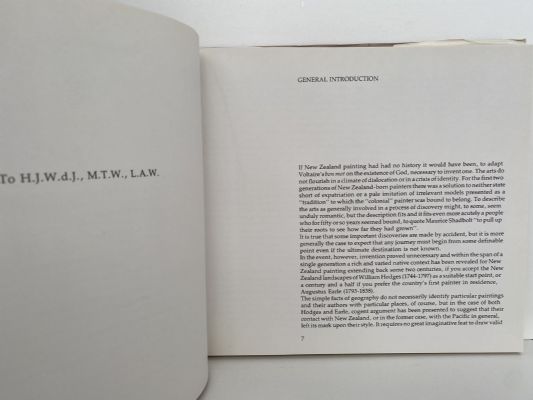 To H.J.W.d.J., M.T.W., L.A.W.
GENERAL INTRODUCTION
If New Zealand painting had had no history it would have been, to adapt
Voltaire's bon mot on the existence of God, necessary to invent one. The arts do
not flourish in a climate of dislocation or in a crisis of identity. For the first two
generations of New Zealand-born painters there was a solution to neither state
short of expatriation or a pale imitation of irrelevant models presented as a
"tradition" to which the "colonial" painter was bound to belong. To describe
the arts as generally involved in a process of discovery might, to some, seem
unduly romantic, but the description fits and it fits even more acutely a people
who for fifty or so years seemed bound, to quote Maurice Shadbolt "to pull up
their roots to see how far they had grown".
It is true that some important discoveries are made by accident, but it is more
generally the case to expect that any journey must begin from some definable
point even if the ultimate destination is not known.
In the event, however, invention proved unnecessary and within the span of a
single generation a rich and varied native context has been revealed for New
Zealand painting extending back some two centuries, if you accept the New
Zealand landscapes of William Hodges (1744-1797) as a suitable start point, or
a century and a half if you prefer the country's first painter in residence,
Augustus Earle (1793-1838).
The simple facts of geography do not necessarily identify particular paintings
and their authors with particular places, of course, but in the case of both
Hodges and Earle, cogent argument has been presented to suggest that their
contact with New Zealand, or in the former one, with the Pacific in general,
left its mark upon their style. It requires no great imaginative feat to draw valid
7